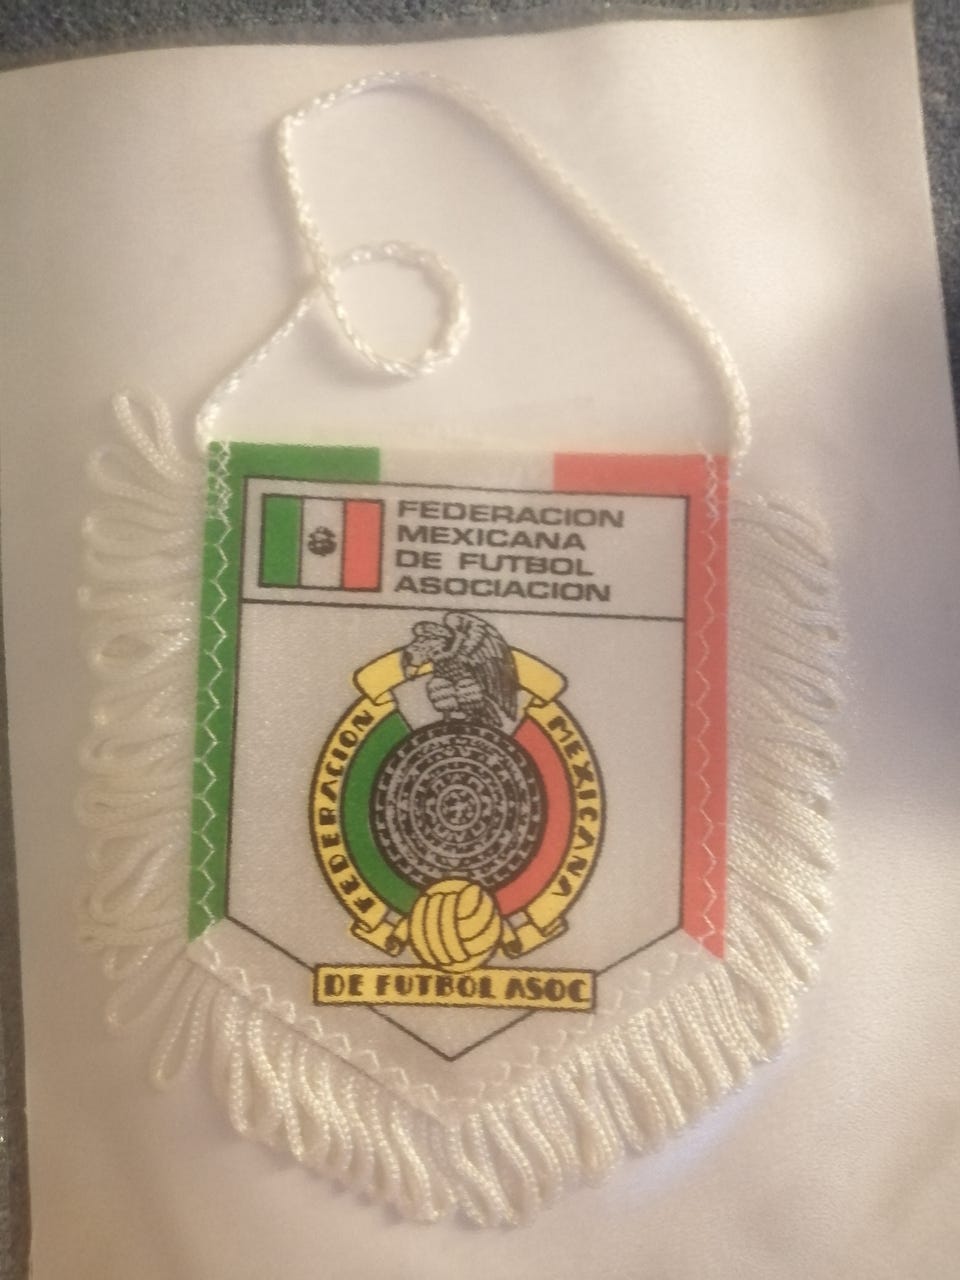 FEDERACION
MEXICANA
DE FUTBOL
ASOCIACION
FEDERACION
MEXICANA
DE FUTBOL ASOC